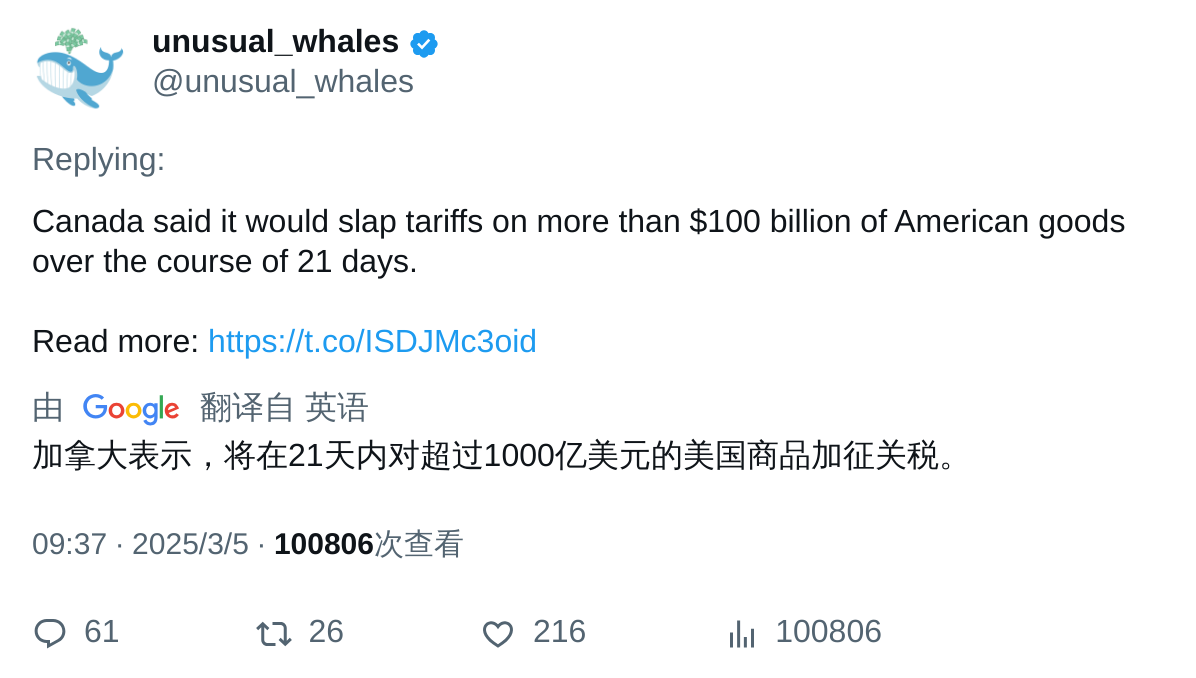 unusual_whales
@unusual_whales
Replying:
Canada said it would slap tariffs on more than $100 billion of American goods
over the course of 21 days.
Read more: https://t.co/ISDJMc3oid
由 Google 翻译自 英语
加拿大表示，将在21天内对超过1000亿美元的美国商品加征关税。
09:37 · 2025/3/5 · 100806次查看
61 26 216 100806